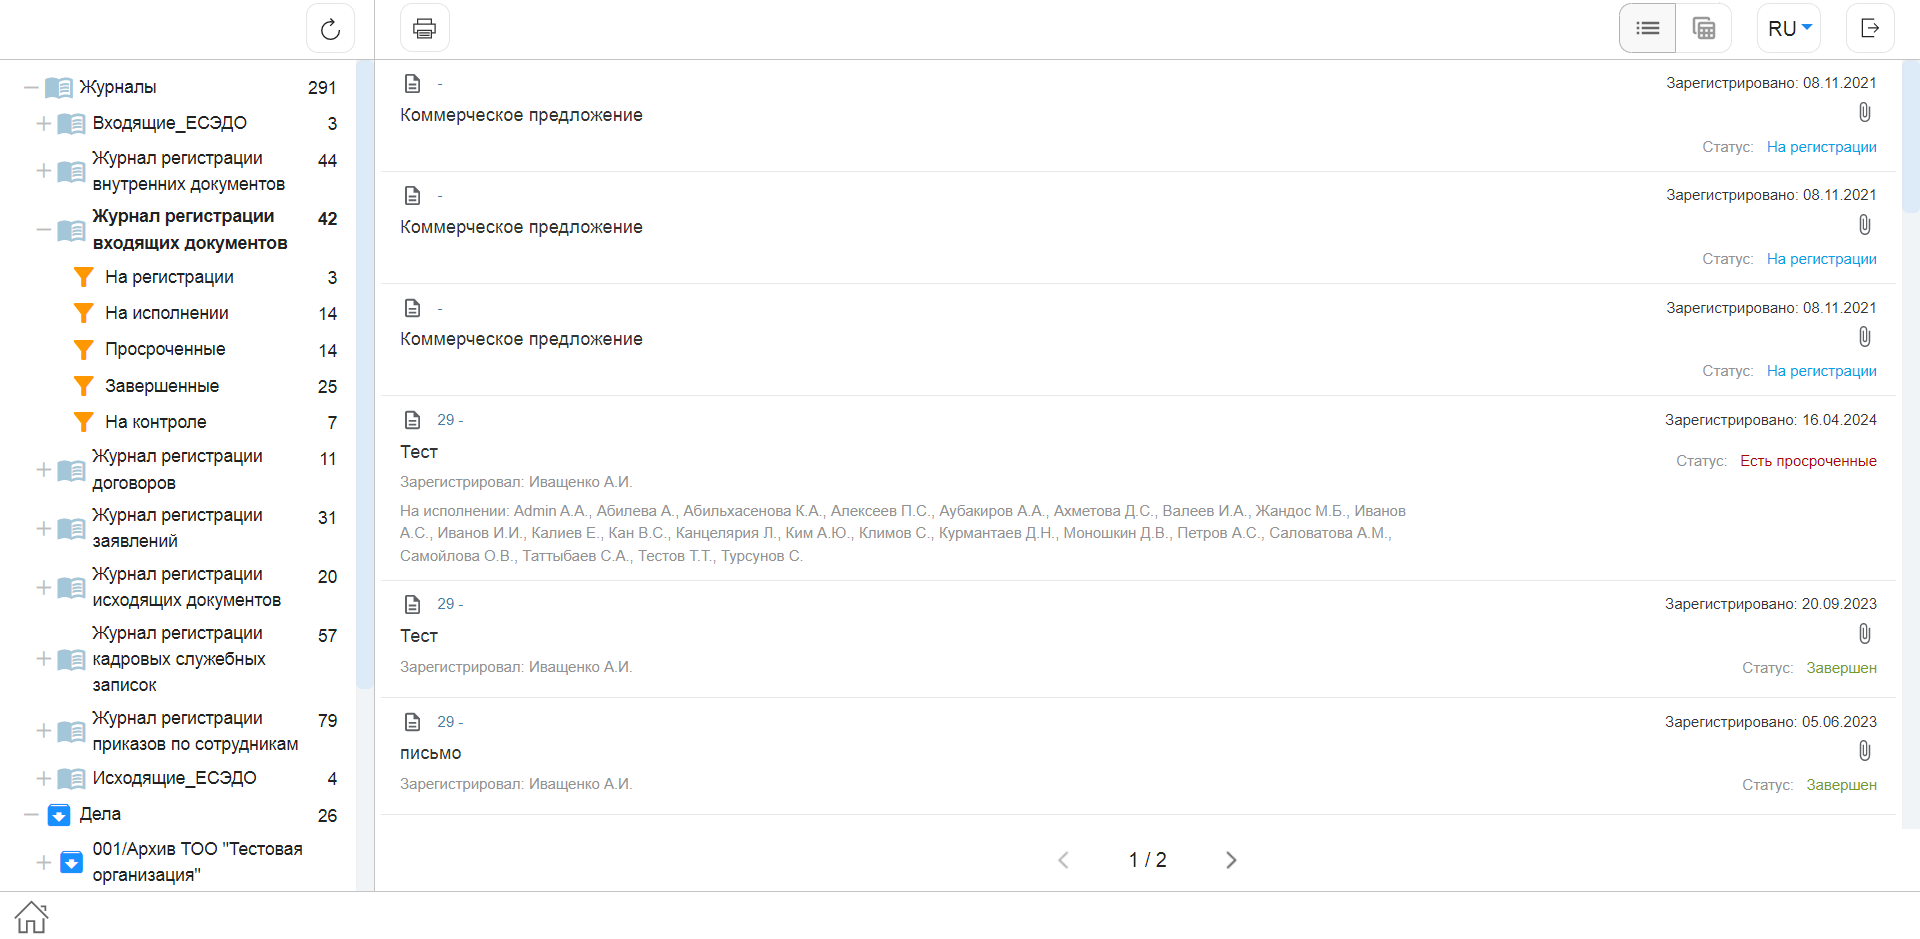 RU
Журналы 291
Входящие_ЕСЭДО 3
Журнал регистрации 44
внутренних документов
Журнал регистрации 42
входящих документов
На регистрации 3
На исполнении 14
Просроченные 14
Завершенные 25
На контроле 7
Журнал регистрации 11
договоров
Журнал регистрации 31
заявлений
Журнал регистрации 20
исходящих документов
Журнал регистрации 57
кадровых служебных
записок
Журнал регистрации 79
приказов по сотрудникам
Исходящие_ЕСЭДО 4
Дела 26
001/Архив ТОО "Тестовая
организация"
- Зарегистрировано: 08.11.2021
Коммерческое предложение
Статус: На регистрации
- Зарегистрировано: 08.11.2021
Коммерческое предложение
Статус: На регистрации
- Зарегистрировано: 08.11.2021
Коммерческое предложение
Статус: На регистрации
29 - Зарегистрировано: 16.04.2024
Тест
Статус: Есть просроченные
Зарегистрировал: Иващенко А.И.
На исполнении: Admin A.A., Абилева А., Абильхасенова К.А., Алексеев П.С., Аубакиров А.А., Ахметова Д.С., Валеев И.А., Жандос М.Б., Иванов
А.С., Иванов И.И., Калиев Е., Кан В.С., Канцелярия Л., Ким А.Ю., Климов С., Курмантаев Д.Н., Моношкин Д.В., Петров А.С., Саловатова А.М.,
Самойлова О.В., Таттыбаев С.А., Тестов Т.Т., Турсунов С.
29 - Зарегистрировано: 20.09.2023
Тест
Зарегистрировал: Иващенко А.И. Статус: Завершен
29 - Зарегистрировано: 05.06.2023
письмо
Зарегистрировал: Иващенко А.И. Статус: Завершен
1 / 2